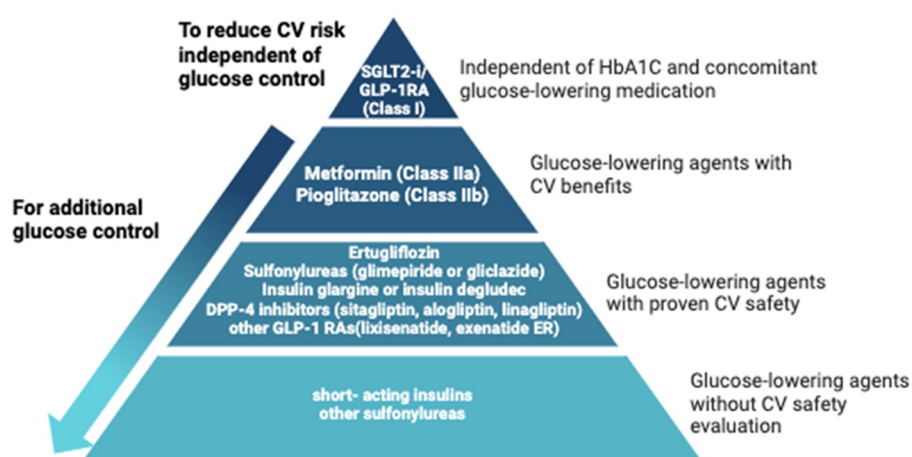 To reduce CV risk
independent of
glucose control
SGLT2-i/
GLP-1RA
(Class I)
Independent of HbA1C and concomitant
glucose-lowering medication
Metformin (Class IIa)
Pioglitazone (Class IIb)
Glucose-lowering agents with
CV benefits
For additional
glucose control
Ertugliflozin
Sulfonylureas (glimepiride or gliclazide)
Insulin glargine or insulin degludec
DPP-4 inhibitors (sitagliptin, alogliptin, linagliptin)
other GLP-1 RAs(lixisenatide, exenatide ER)
Glucose-lowering agents
with proven CV safety
short- acting insulins
other sulfonylureas
Glucose-lowering agents
without CV safety
evaluation